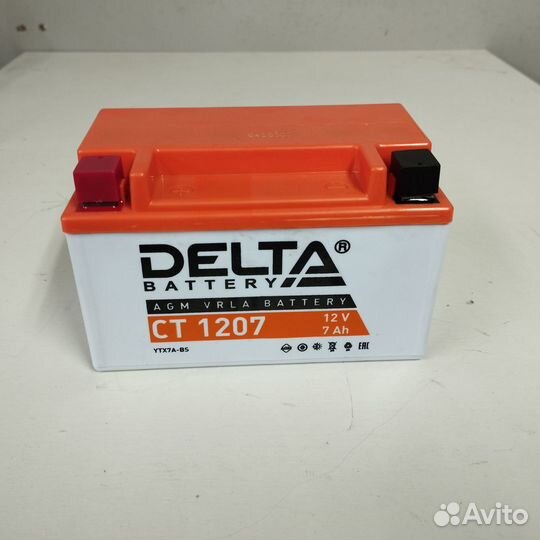 DELTA®
BATTERY
AGM VRLA BATTERY
CT 1207
12 V
7 Ah
YTX7A-BS
EAC
Avito